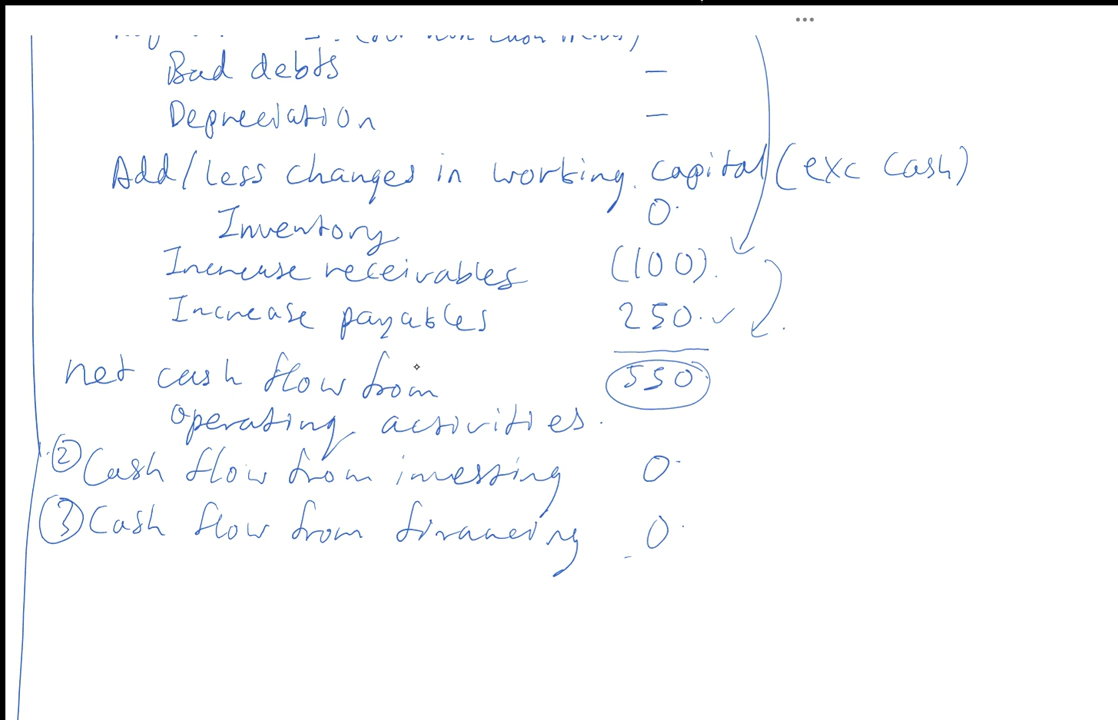 Bad debts –
Depreciation –
Add/less changes in working capital (exc cash)
Inventory 0
Increase receivables (100).
Increase payables 250. ✓
net cash flow from 550
operating activities.
② Cash flow from investing 0
③ Cash flow from financing 0